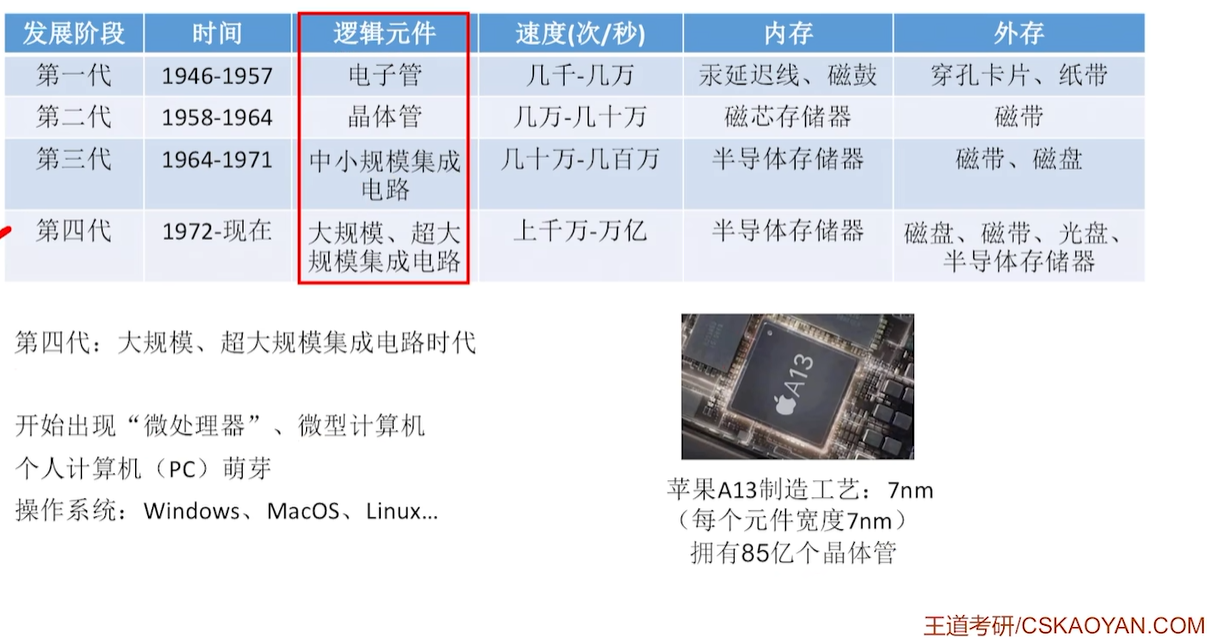 发展阶段 时间 逻辑元件 速度(次/秒) 内存 外存
第一代 1946-1957 电子管 几千-几万 汞延迟线、磁鼓 穿孔卡片、纸带
第二代 1958-1964 晶体管 几万-几十万 磁芯存储器 磁带
第三代 1964-1971 中小规模集成 几十万-几百万 半导体存储器 磁带、磁盘
电路
第四代 1972-现在 大规模、超大 上千万-万亿 半导体存储器 磁盘、磁带、光盘、
规模集成电路 半导体存储器
第四代：大规模、超大规模集成电路时代
开始出现“微处理器”、微型计算机
个人计算机（PC）萌芽
操作系统：Windows、MacOS、Linux…
A13
苹果A13制造工艺：7nm
（每个元件宽度7nm）
拥有85亿个晶体管
王道考研/CSKAOYAN.COM